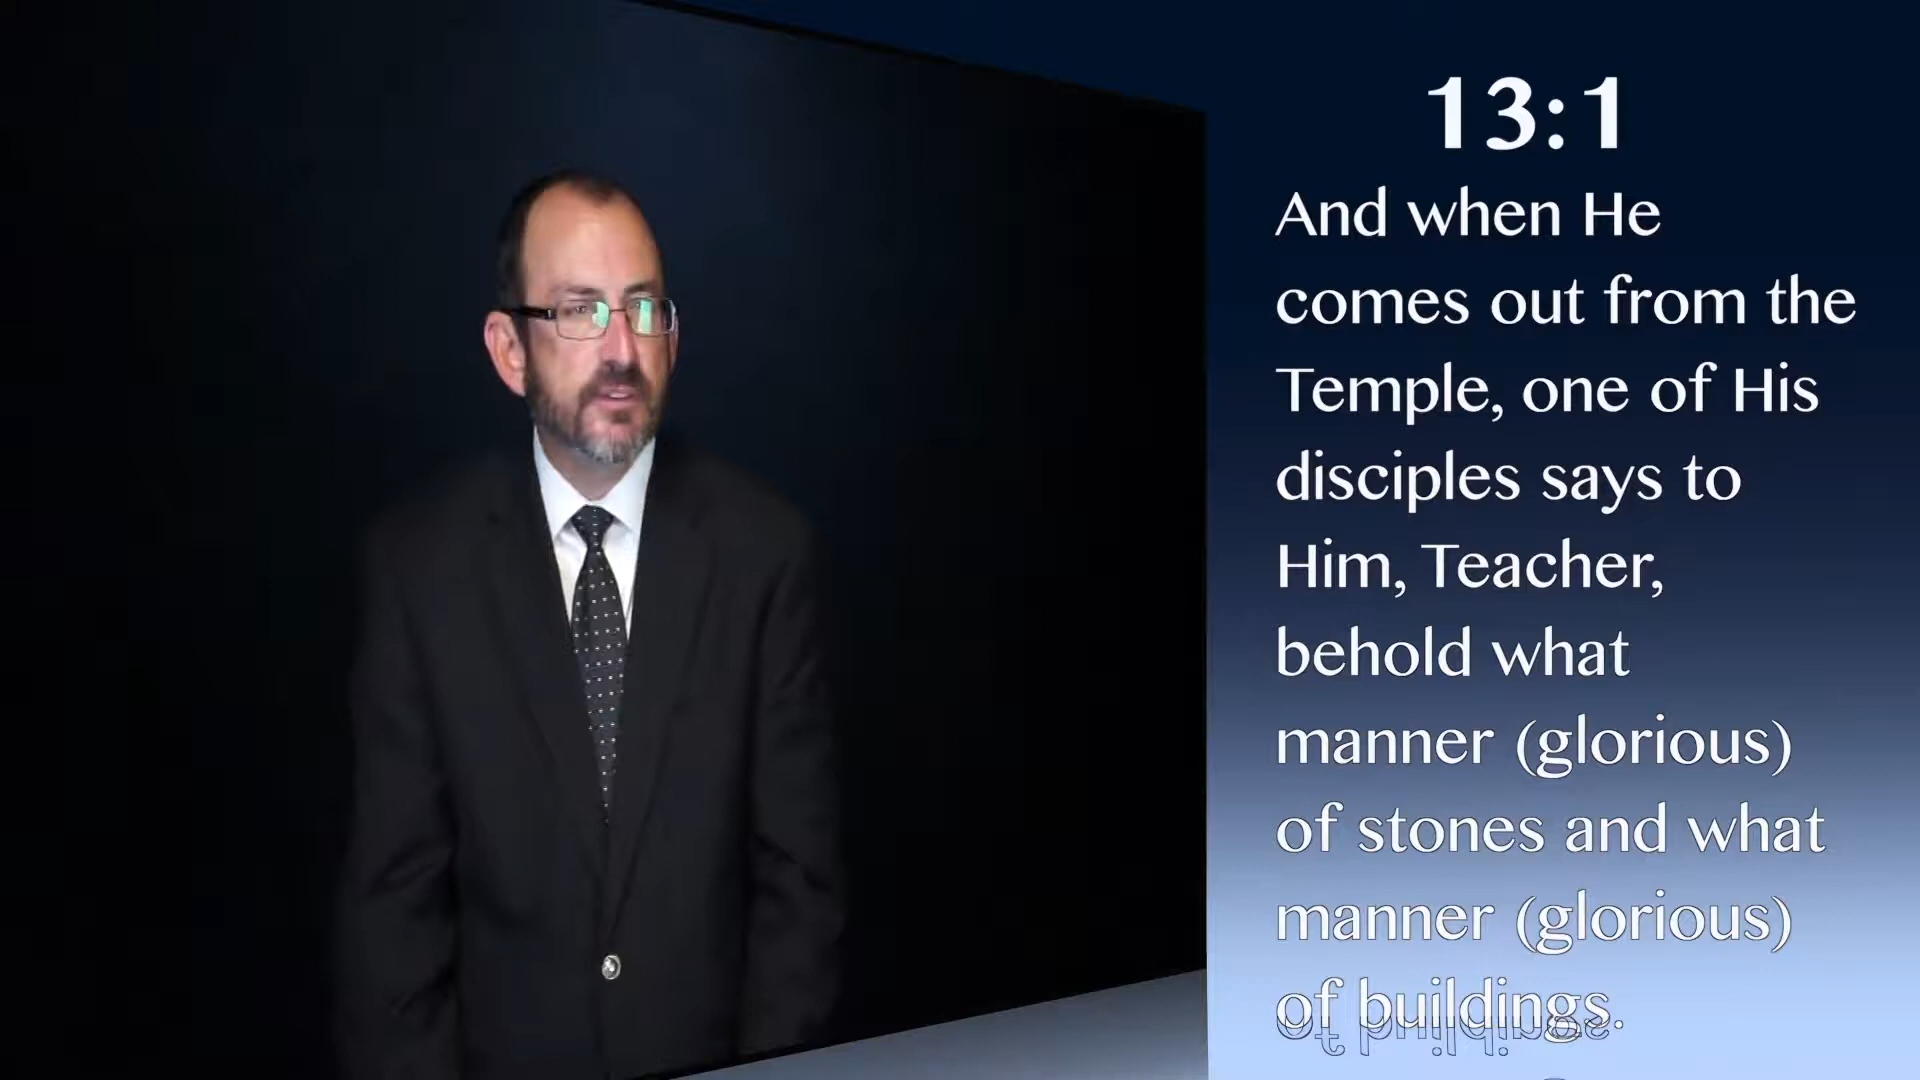 13:1
And when He
comes out from the
Temple, one of His
disciples says to
Him, Teacher,
behold what
manner (glorious)
of stones and what
manner (glorious)
of buildings.